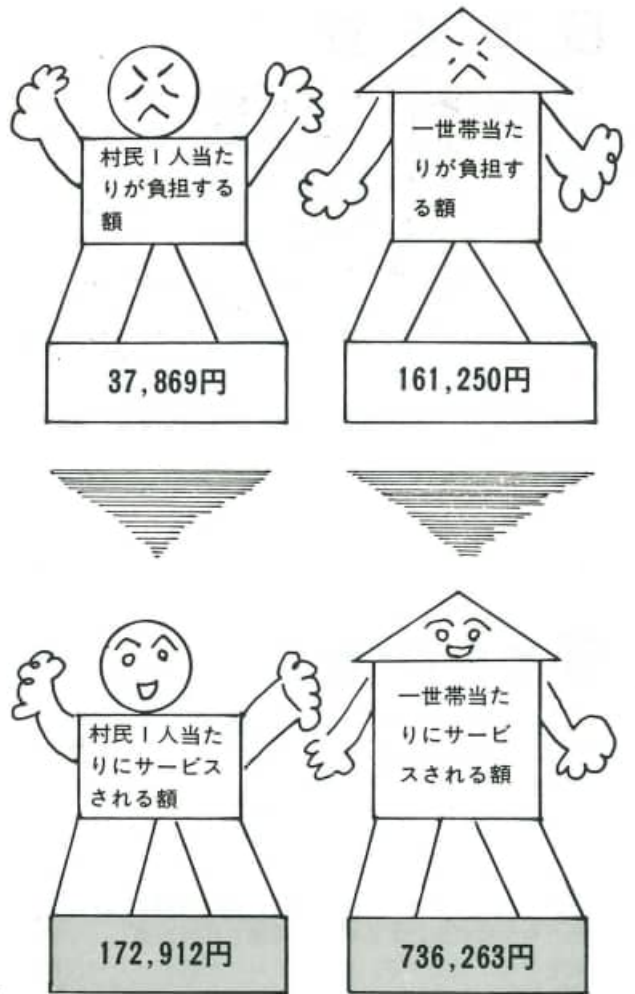 村民1人当た
りが負担する
額
37,869円
一世帯当た
りが負担す
る額
161,250円
村民1人当た
りにサービス
される額
172,912円
一世帯当た
りにサービ
スされる額
736,263円